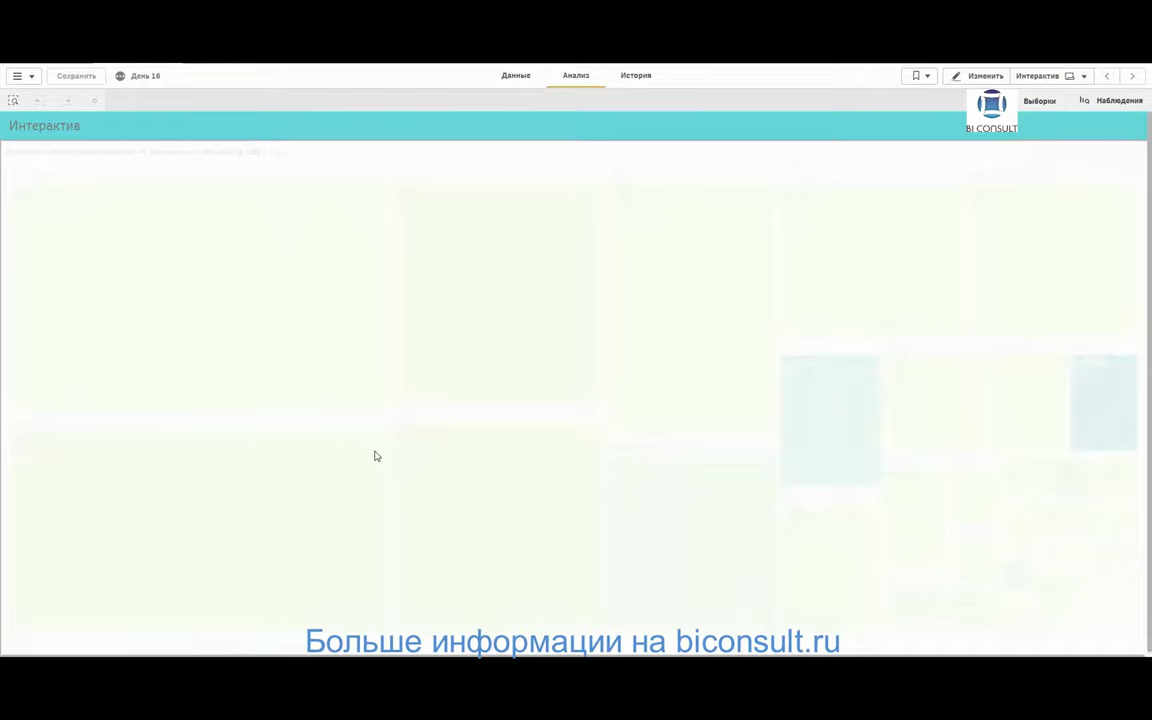 Сохранить День 16 Данные Анализ История Изменить Интерактив
Выборки Наблюдения
BI CONSULT
Интерактив
Больше информации на biconsult.ru